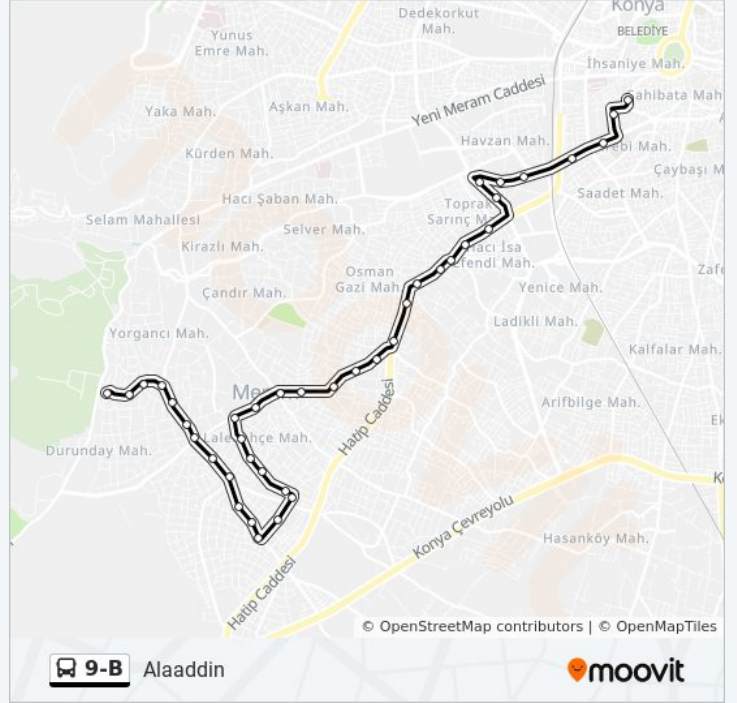 Konya
BELEDİYE
Dedekorkut
Mah.
Yunus
Emre Mah.
İhsaniye Mah.
Sahibata Mah
Yeni Meram Caddesi
Aşkan Mah.
Yaka Mah.
Havzan Mah.
Kürden Mah.
Çaybaşı M
Saadet Mah.
Hacı Şaban Mah.
Toprak
Sarınç M
Selam Mahallesi
Selver Mah.
Kirazlı Mah.
Hacı İsa
Efendi Mah.
Osman
Gazi Mah.
Zafe
Çandır Mah.
Yenice Mah.
Ladikli Mah.
Yorgancı Mah.
Kalfalar Mah.
Arifbilge Mah.
Hatip Caddesi
Durunday Mah.
Konya Çevreyolu
Hasanköy Mah.
Hatip Caddesi
© OpenStreetMap contributors | © OpenMapTiles
9-B Alaaddin
moovit